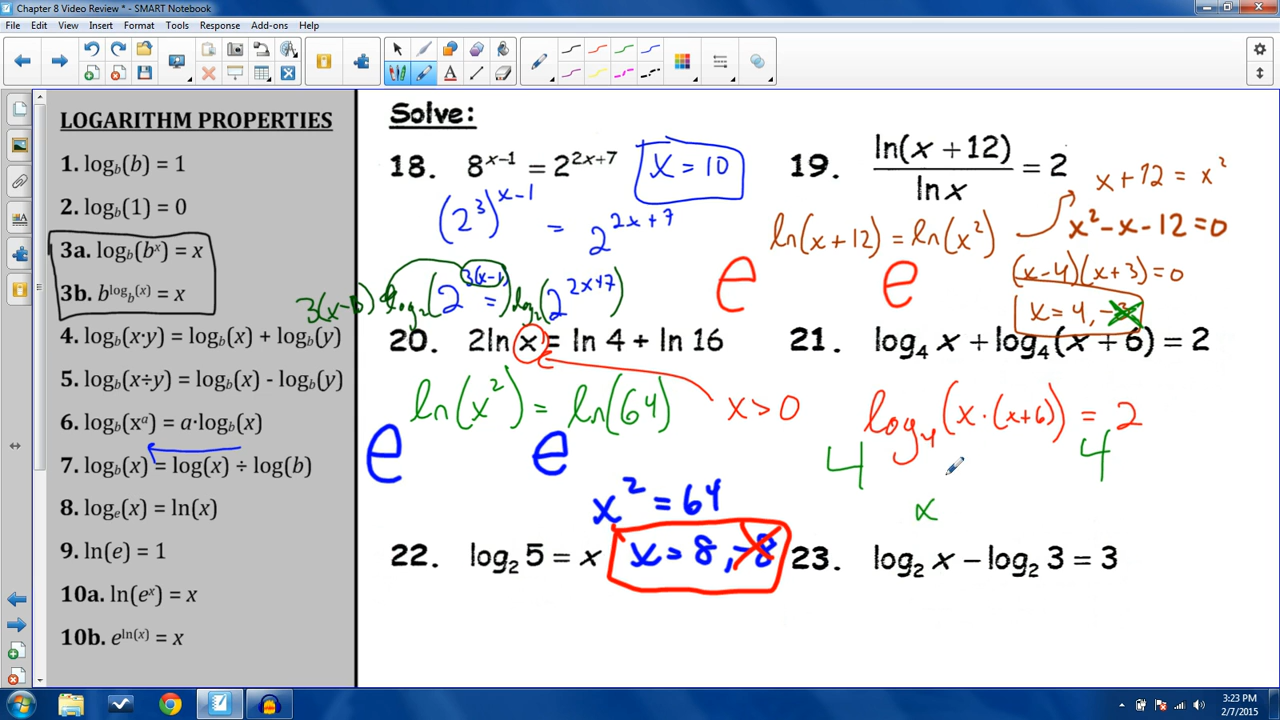 Chapter 8 Video Review * - SMART Notebook
File Edit View Insert Format Tools Response Add-ons Help
LOGARITHM PROPERTIES
1. log_b(b) = 1
2. log_b(1) = 0
3a. log_b(b^x) = x
3b. b^(log_b(x)) = x
4. log_b(x·y) = log_b(x) + log_b(y)
5. log_b(x÷y) = log_b(x) - log_b(y)
6. log_b(x^a) = a·log_b(x)
7. log_b(x) = log(x) ÷ log(b)
8. log_e(x) = ln(x)
9. ln(e) = 1
10a. ln(e^x) = x
10b. e^(ln(x)) = x
Solve:
18. 8^(x-1) = 2^(2x+7)
x = 10
(2^3)^(x-1) = 2^(2x+7)
log_2(2^(3(x-1))) = log_2(2^(2x+7))
19. ln(x + 12) / ln x = 2
x+12 = x^2
ln(x+12) = ln(x^2)
x^2-x-12=0
(x-4)(x+3)=0
x = 4, -3
e e
20. 2ln x = ln 4 + ln 16
ln(x^2) = ln(64)
x>0
e e
x^2 = 64
x = 8, -8
21. log_4 x + log_4(x + 6) = 2
log_4(x·(x+6)) = 2
4 4
x
22. log_2 5 = x
23. log_2 x − log_2 3 = 3
3:23 PM
2/7/2015